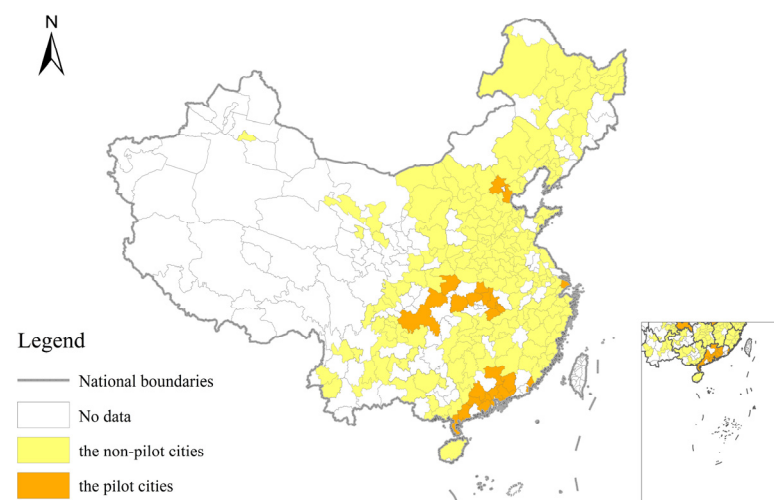 N
Legend
National boundaries
No data
the non-pilot cities
the pilot cities